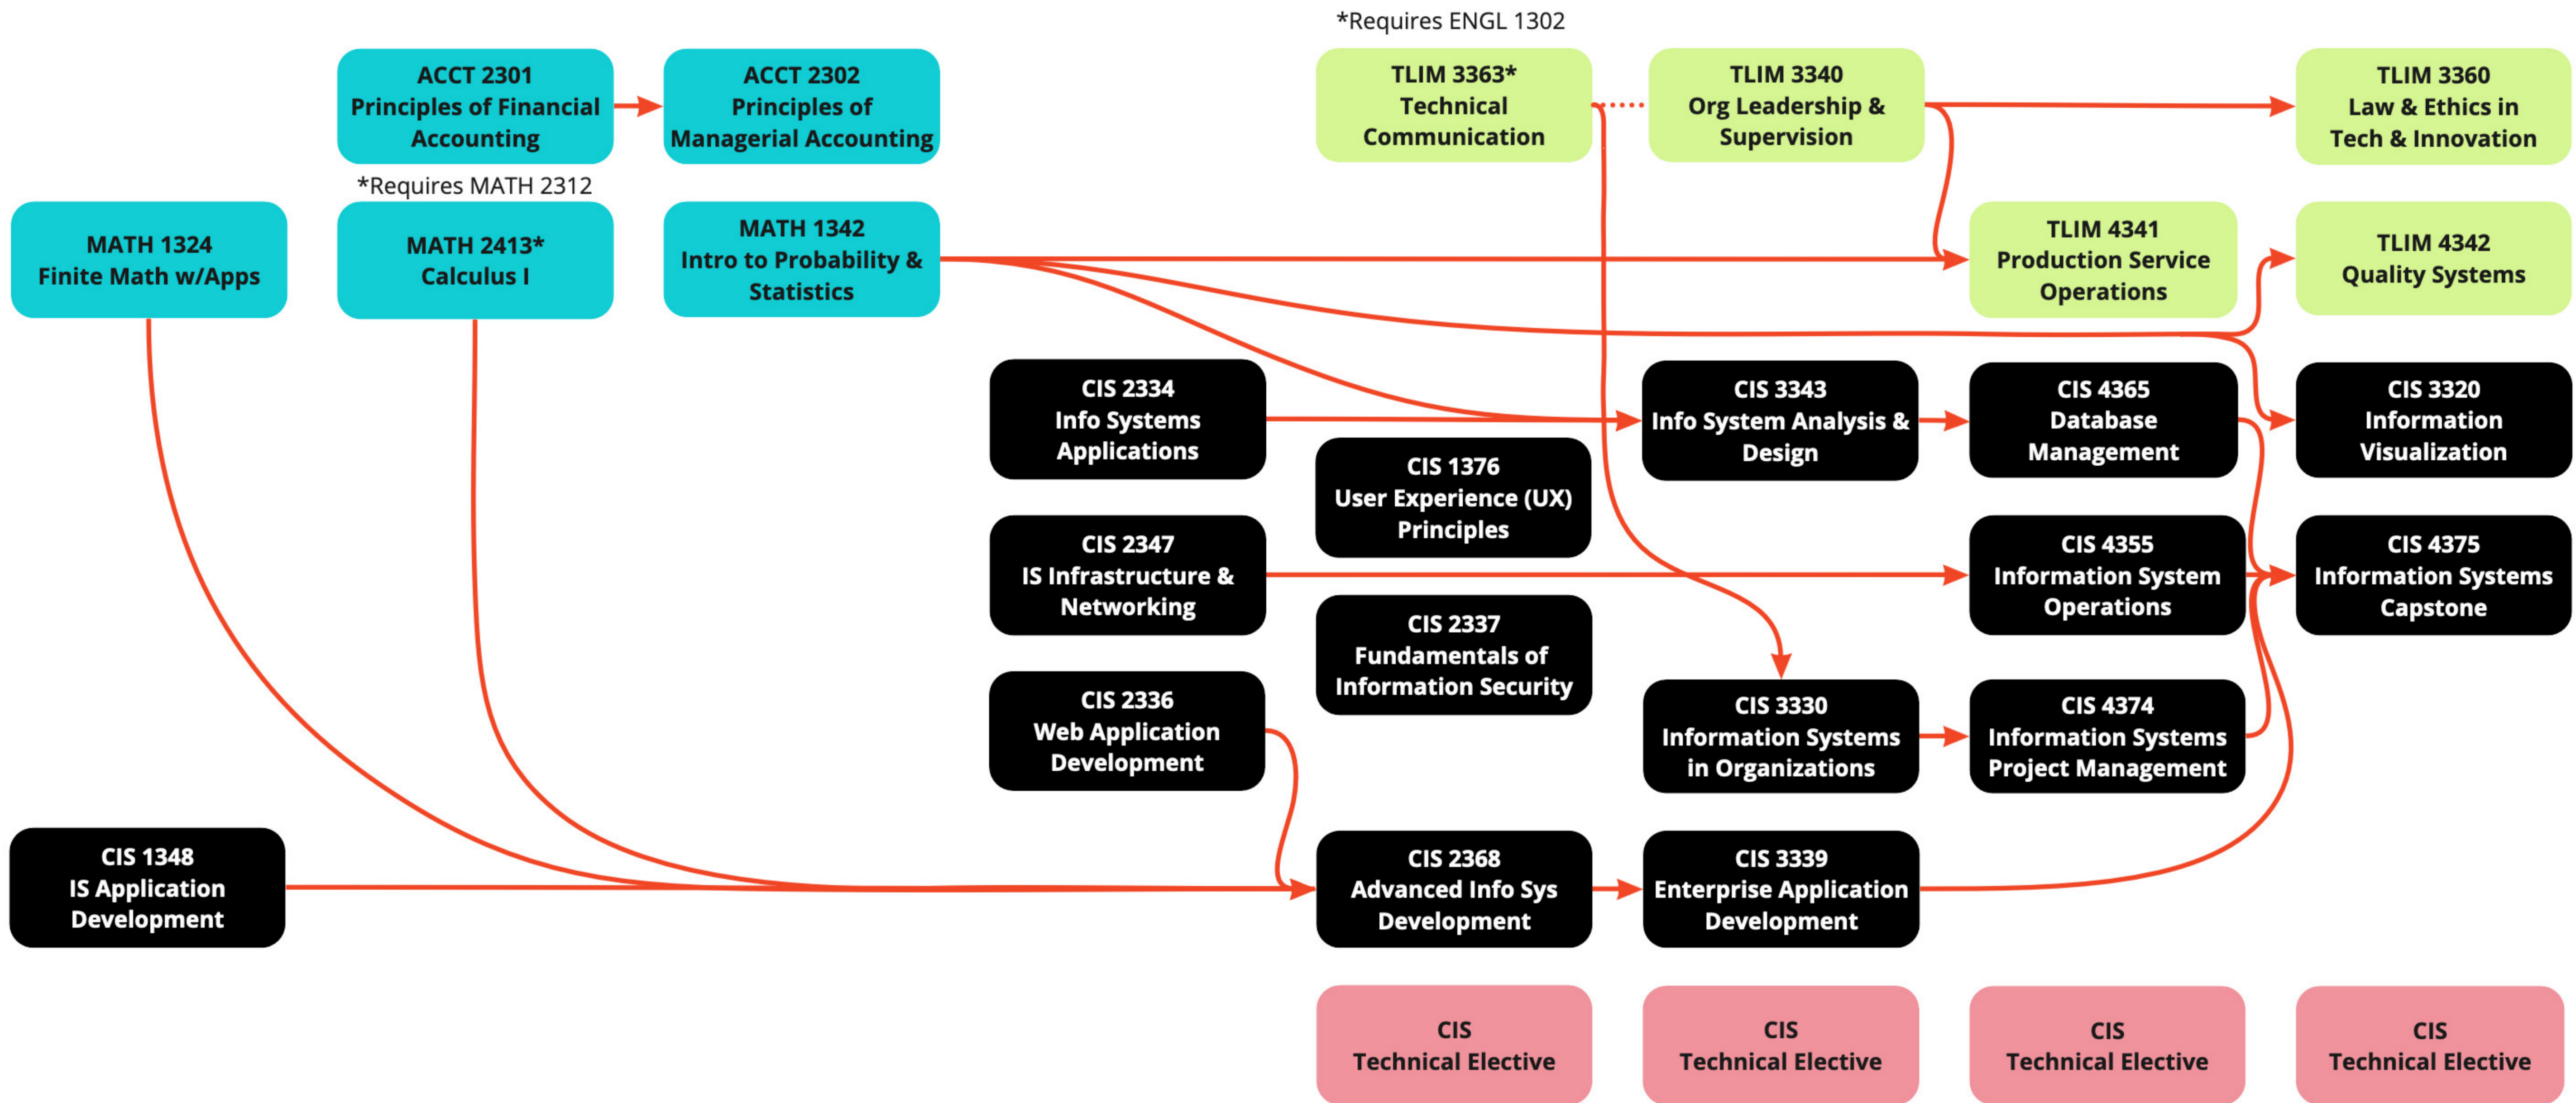 *Requires ENGL 1302
ACCT 2301
Principles of Financial
Accounting
ACCT 2302
Principles of
Managerial Accounting
TLIM 3363*
Technical
Communication
TLIM 3340
Org Leadership &
Supervision
TLIM 3360
Law & Ethics in
Tech & Innovation
*Requires MATH 2312
MATH 1324
Finite Math w/Apps
MATH 2413*
Calculus I
MATH 1342
Intro to Probability &
Statistics
TLIM 4341
Production Service
Operations
TLIM 4342
Quality Systems
CIS 2334
Info Systems
Applications
CIS 3343
Info System Analysis &
Design
CIS 4365
Database
Management
CIS 3320
Information
Visualization
CIS 1376
User Experience (UX)
Principles
CIS 2347
IS Infrastructure &
Networking
CIS 4355
Information System
Operations
CIS 4375
Information Systems
Capstone
CIS 2337
Fundamentals of
Information Security
CIS 2336
Web Application
Development
CIS 3330
Information Systems
in Organizations
CIS 4374
Information Systems
Project Management
CIS 1348
IS Application
Development
CIS 2368
Advanced Info Sys
Development
CIS 3339
Enterprise Application
Development
CIS
Technical Elective
CIS
Technical Elective
CIS
Technical Elective
CIS
Technical Elective